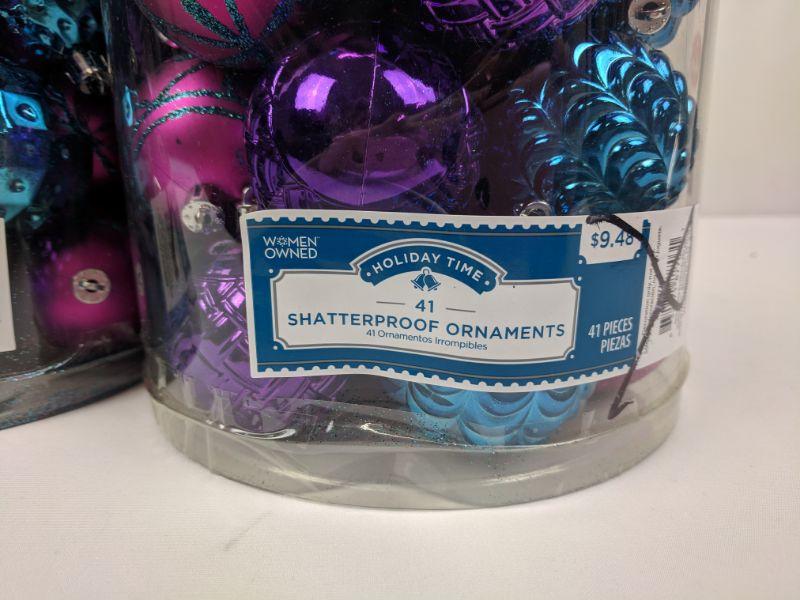 WOMEN
OWNED
HOLIDAY TIME
41
SHATTERPROOF ORNAMENTS
41 Ornamentos Irrompibles
$9.48
41 PIECES
PIEZAS